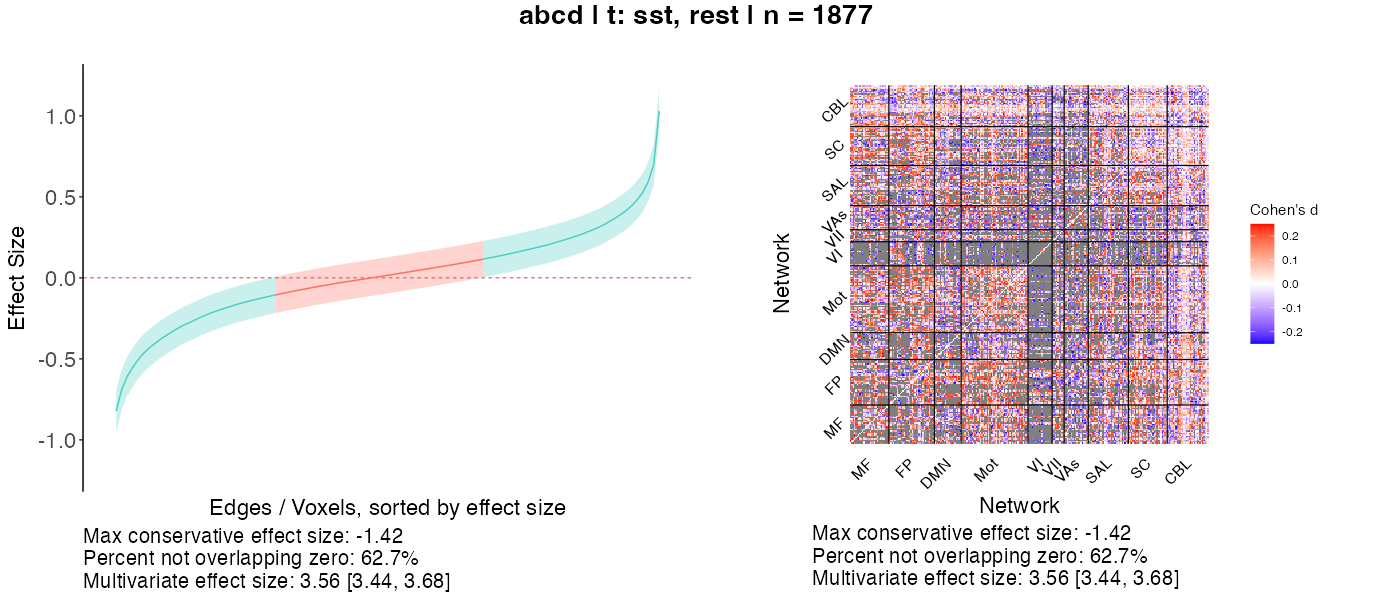 abcd | t: sst, rest | n = 1877
Effect Size
1.0
0.5
0.0
-0.5
-1.0
Edges / Voxels, sorted by effect size
Max conservative effect size: -1.42
Percent not overlapping zero: 62.7%
Multivariate effect size: 3.56 [3.44, 3.68]
Network
CBL
SC
SAL
VAs
VII
VI
Mot
DMN
FP
MF
MF
FP
DMN
Mot
VI
VII
VAs
SAL
SC
CBL
Network
Max conservative effect size: -1.42
Percent not overlapping zero: 62.7%
Multivariate effect size: 3.56 [3.44, 3.68]
Cohen's d
0.2
0.1
0.0
-0.1
-0.2